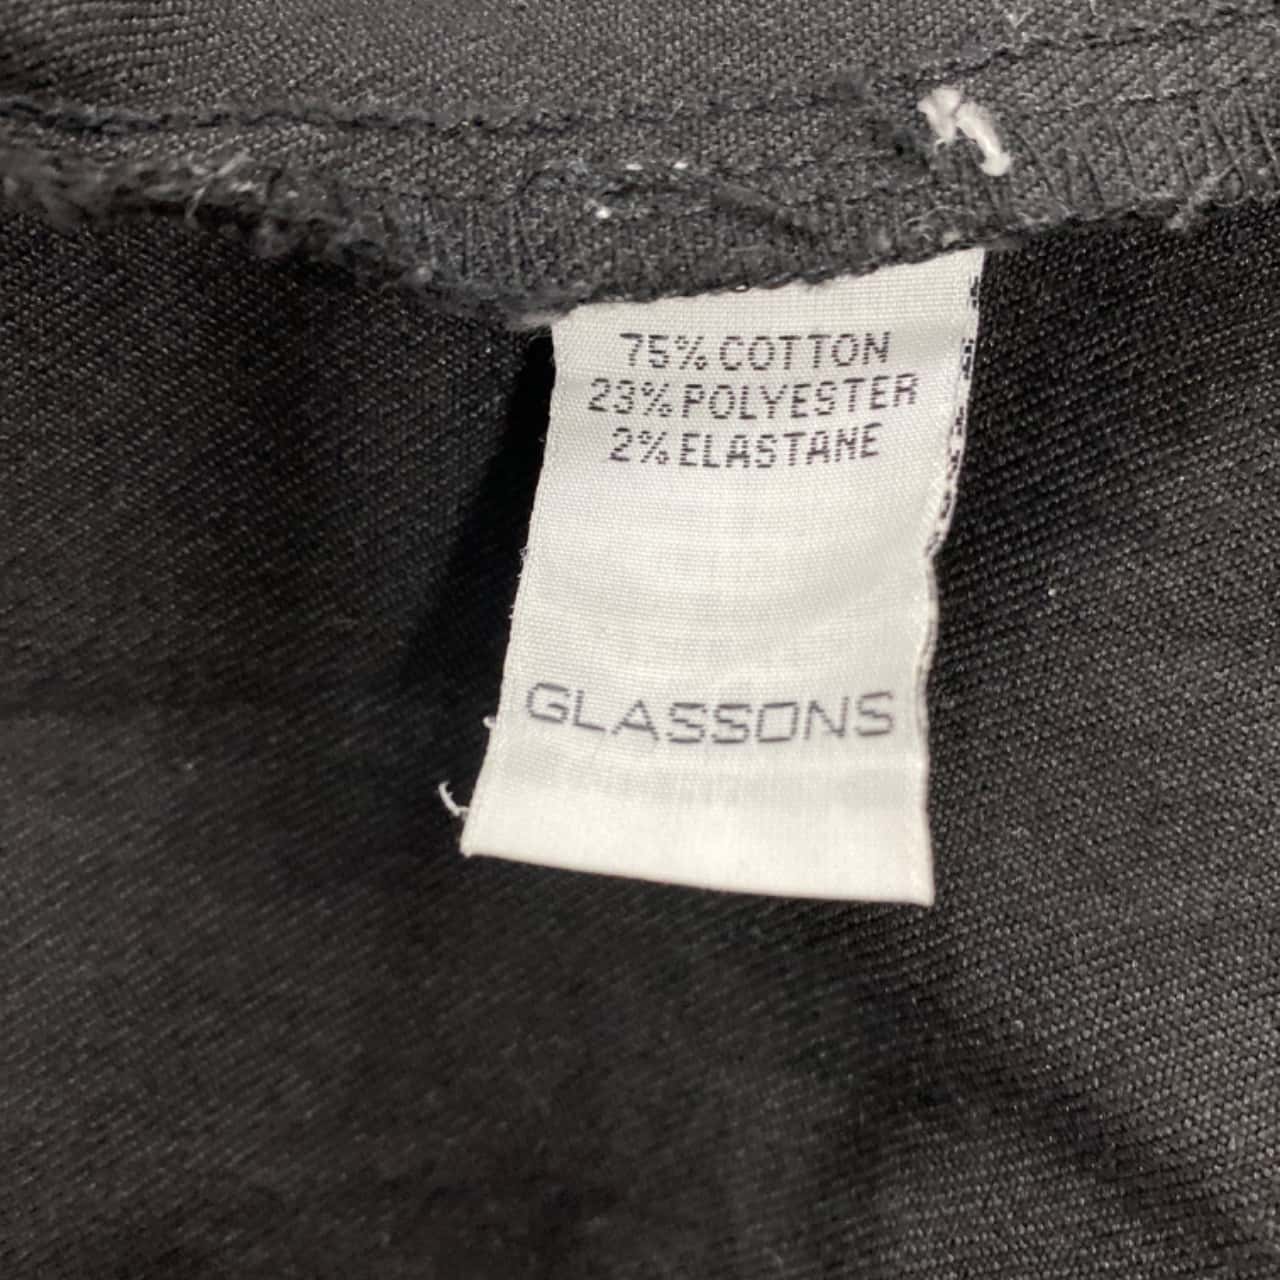 75% COTTON
23% POLYESTER
2% ELASTANE
GLASSONS